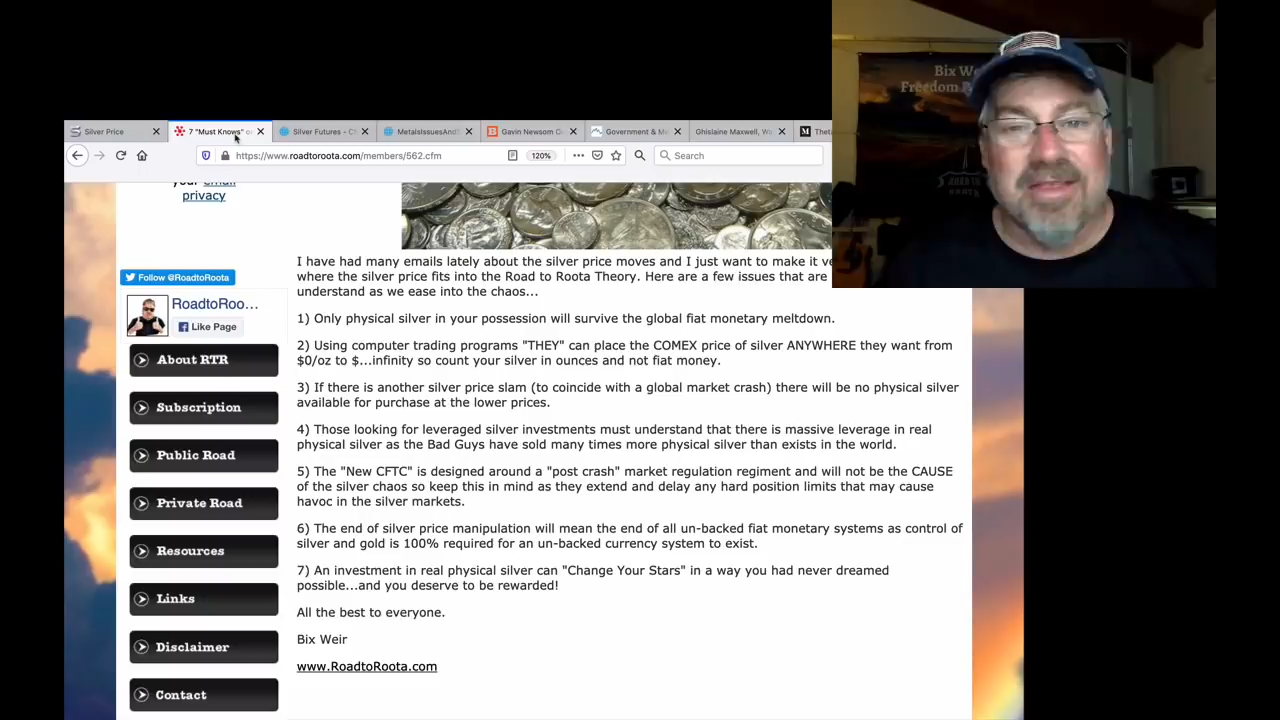 Bix We
Freedom P
Silver Price
7 "Must Knows" o
Silver Futures - C
MetalsIssuesAnd
Gavin Newsom C
Government & M
Ghislaine Maxwell, W
Theta
https://www.roadtoroota.com/members/562.cfm
120%
Search
your email
privacy
Follow @RoadtoRoota
RoadtoRoo…
Like Page
About RTR
Subscription
Public Road
Private Road
Resources
Links
Disclaimer
Contact
I have had many emails lately about the silver price moves and I just want to make it ve
where the silver price fits into the Road to Roota Theory. Here are a few issues that are
understand as we ease into the chaos...
1) Only physical silver in your possession will survive the global fiat monetary meltdown.
2) Using computer trading programs "THEY" can place the COMEX price of silver ANYWHERE they want from
$0/oz to $...infinity so count your silver in ounces and not fiat money.
3) If there is another silver price slam (to coincide with a global market crash) there will be no physical silver
available for purchase at the lower prices.
4) Those looking for leveraged silver investments must understand that there is massive leverage in real
physical silver as the Bad Guys have sold many times more physical silver than exists in the world.
5) The "New CFTC" is designed around a "post crash" market regulation regiment and will not be the CAUSE
of the silver chaos so keep this in mind as they extend and delay any hard position limits that may cause
havoc in the silver markets.
6) The end of silver price manipulation will mean the end of all un-backed fiat monetary systems as control of
silver and gold is 100% required for an un-backed currency system to exist.
7) An investment in real physical silver can "Change Your Stars" in a way you had never dreamed
possible...and you deserve to be rewarded!
All the best to everyone.
Bix Weir
www.RoadtoRoota.com